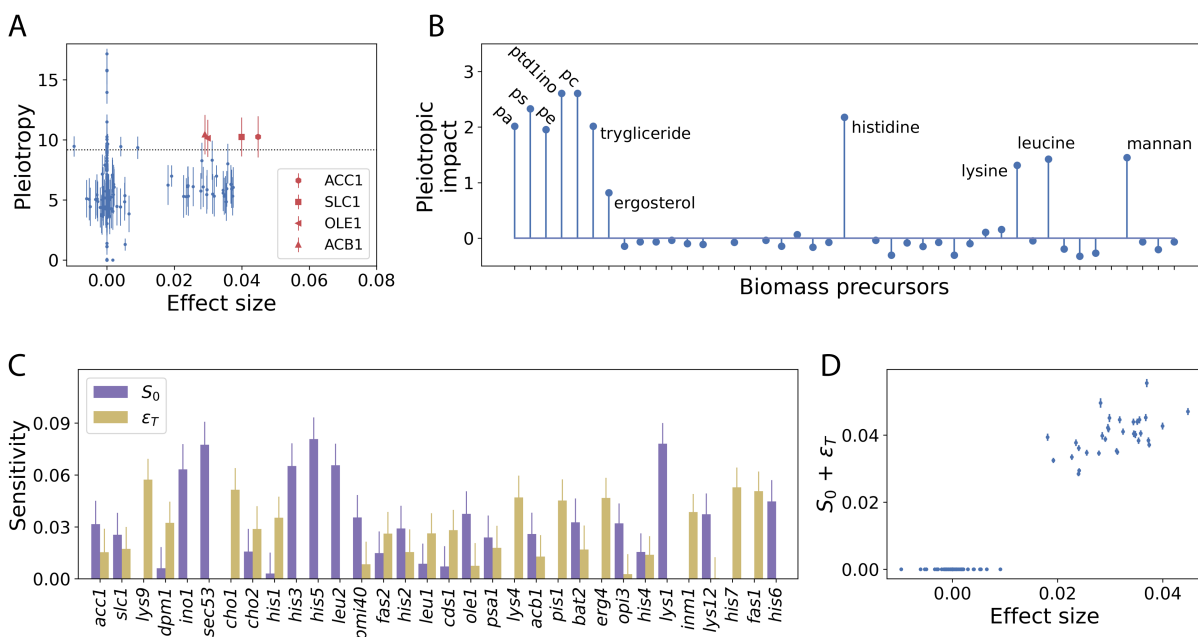 A
Pleiotropy
15
10
5
0
0.00
0.02
0.04
0.06
0.08
Effect size
ACC1
SLC1
OLE1
ACB1
B
Pleiotropic
impact
3
2
1
0
pa
ps
pe
ptd1ino
pc
trygliceride
ergosterol
histidine
lysine
leucine
mannan
Biomass precursors
C
Sensitivity
0.09
0.06
0.03
0.00
S0
εT
acc1
slc1
lys9
dpm1
ino1
sec53
cho1
cho2
his1
his3
his5
leu2
pmi40
fas2
his2
leu1
cds1
ole1
psa1
lys4
acb1
pis1
bat2
erg4
opi3
his4
lys1
inm1
lys12
his7
fas1
his6
D
S0 + εT
0.04
0.02
0.00
0.00
0.02
0.04
Effect size